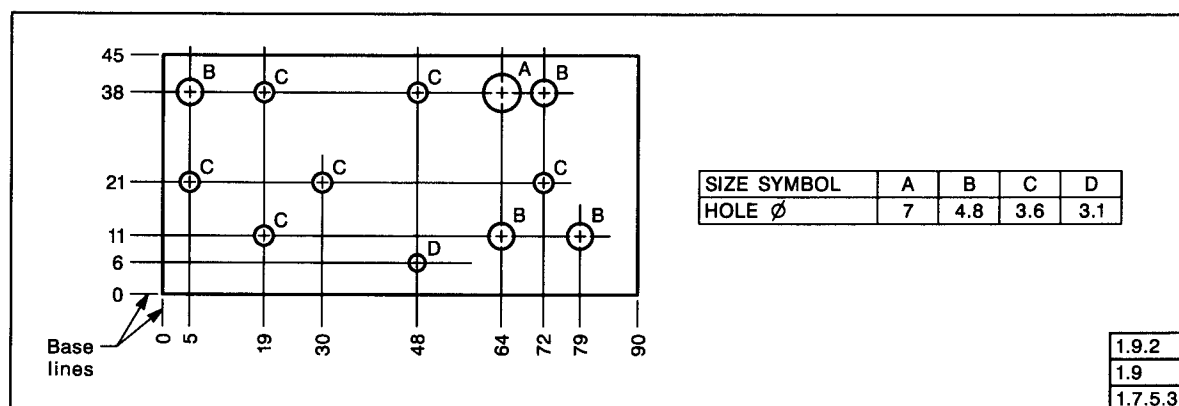 45
B C C A B
38
C C C
21
C B B
11
D
6
0
Base
lines
0 5 19 30 48 64 72 79 90
SIZE SYMBOL A B C D
HOLE Ø 7 4.8 3.6 3.1
1.9.2
1.9
1.7.5.3